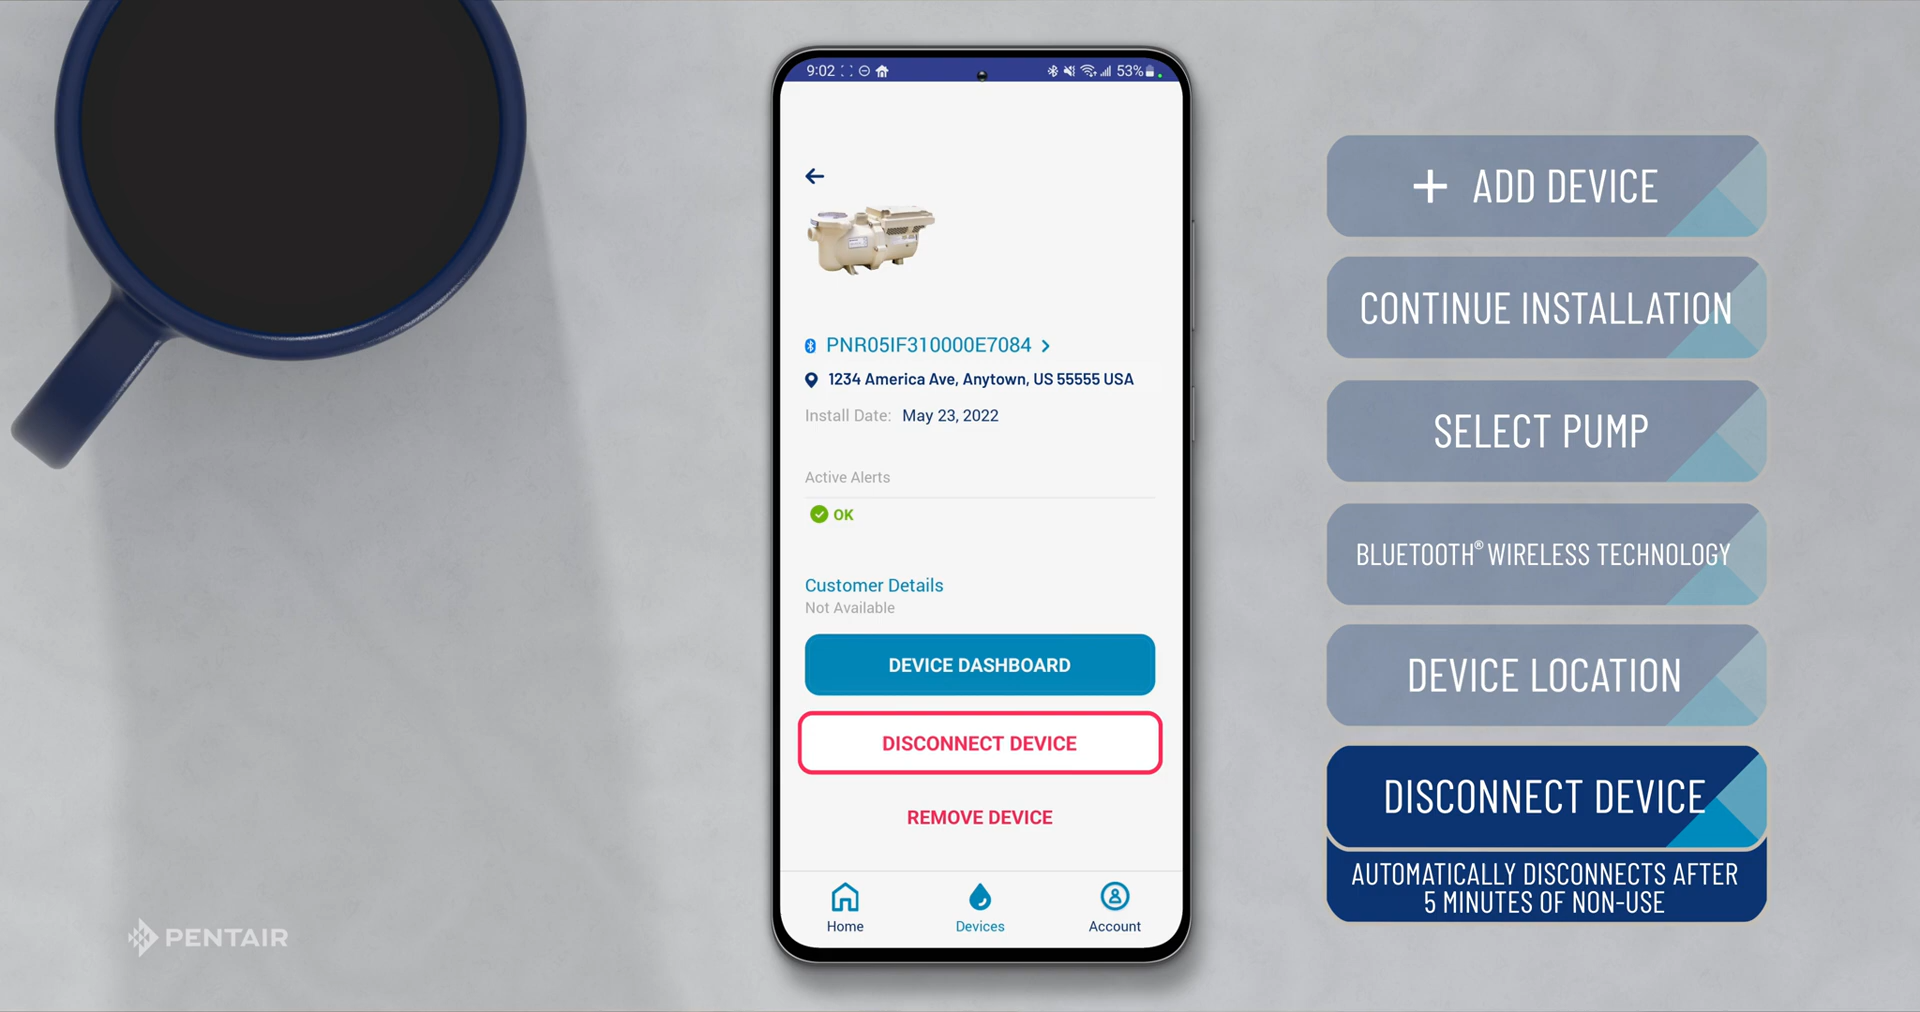 9:02
53%
PNR05IF310000E7084
1234 America Ave, Anytown, US 55555 USA
Install Date: May 23, 2022
Active Alerts
OK
Customer Details
Not Available
DEVICE DASHBOARD
DISCONNECT DEVICE
REMOVE DEVICE
Home
Devices
Account
+ ADD DEVICE
CONTINUE INSTALLATION
SELECT PUMP
BLUETOOTH® WIRELESS TECHNOLOGY
DEVICE LOCATION
DISCONNECT DEVICE
AUTOMATICALLY DISCONNECTS AFTER
5 MINUTES OF NON-USE
PENTAIR